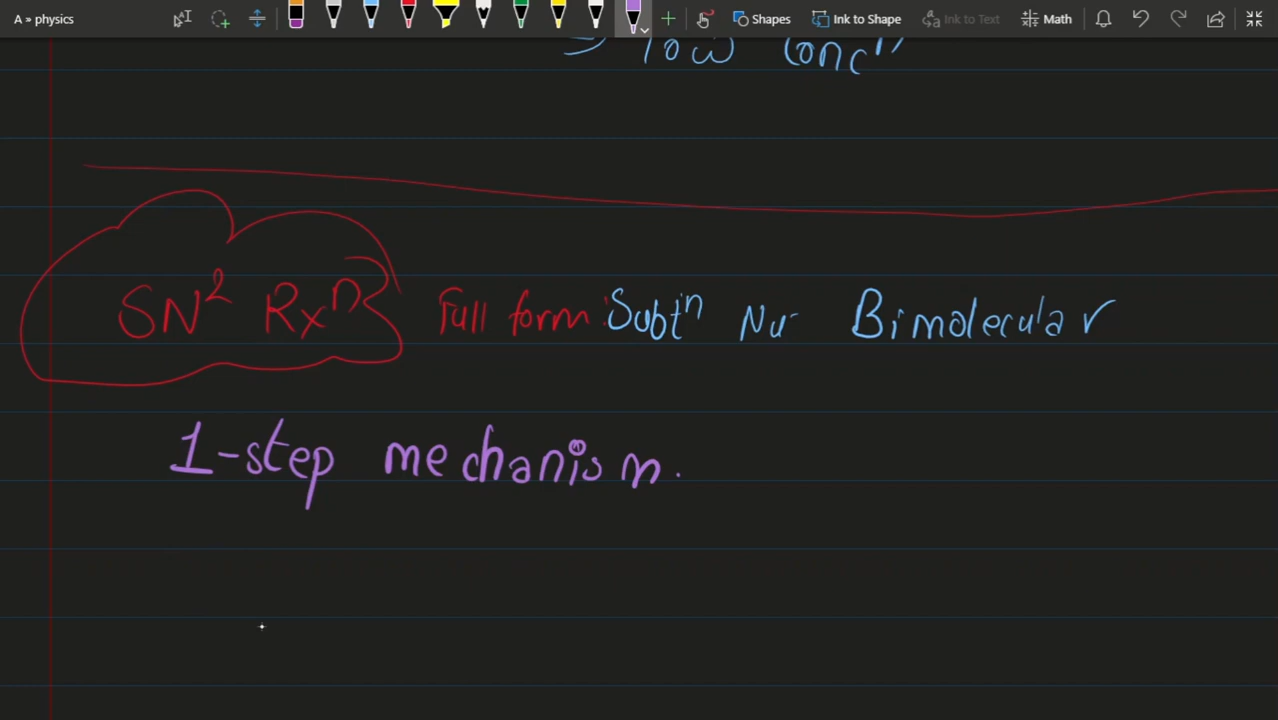 A » physics
Shapes
Ink to Shape
Ink to Text
Math
→ low concⁿ
SN² Rxⁿ Full form: Subtⁿ Nu Bimolecular
1-step mechanism.